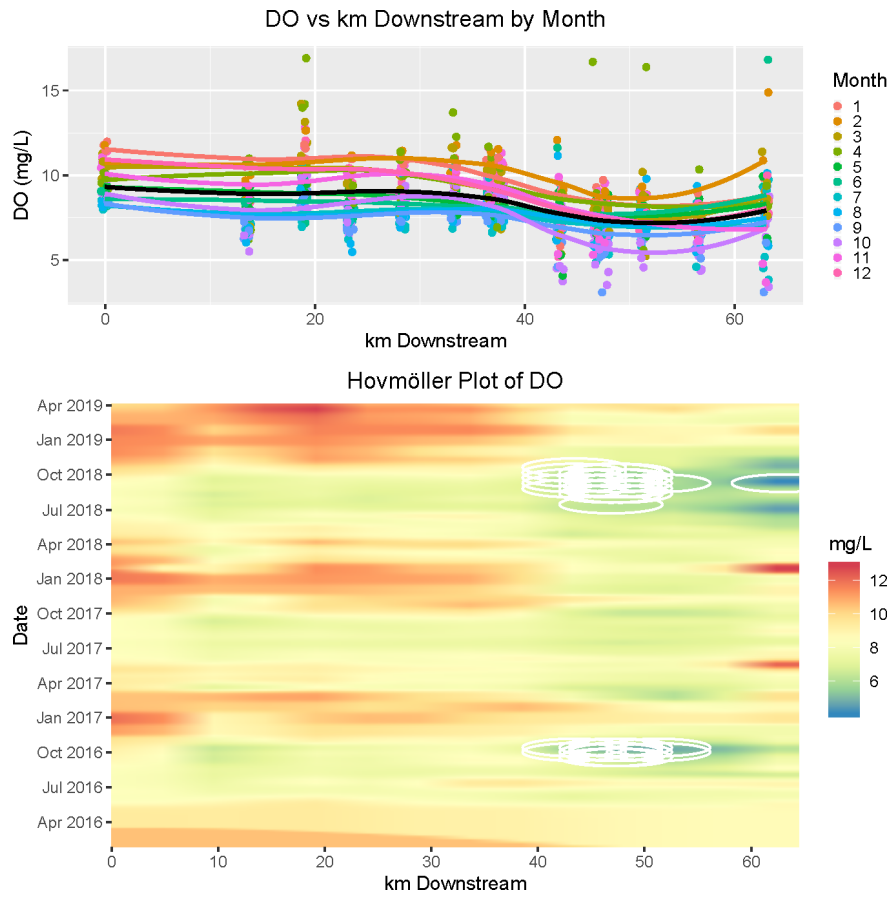 DO vs km Downstream by Month
DO (mg/L)
15
10
5
0
20
40
60
km Downstream
Month
1
2
3
4
5
6
7
8
9
10
11
12
Hovmöller Plot of DO
Date
Apr 2019
Jan 2019
Oct 2018
Jul 2018
Apr 2018
Jan 2018
Oct 2017
Jul 2017
Apr 2017
Jan 2017
Oct 2016
Jul 2016
Apr 2016
0
10
20
30
40
50
60
km Downstream
mg/L
12
10
8
6